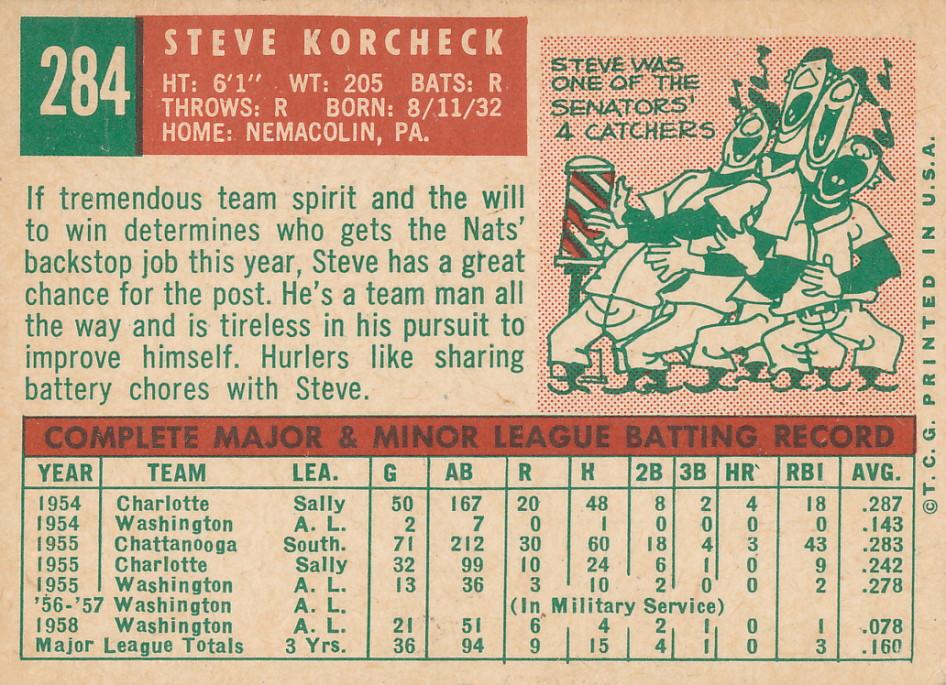 284
STEVE KORCHECK
HT: 6'1" WT: 205 BATS: R
THROWS: R BORN: 8/11/32
HOME: NEMACOLIN, PA.
STEVE WAS
ONE OF THE
SENATORS'
4 CATCHERS
If tremendous team spirit and the will
to win determines who gets the Nats'
backstop job this year, Steve has a great
chance for the post. He's a team man all
the way and is tireless in his pursuit to
improve himself. Hurlers like sharing
battery chores with Steve.
COMPLETE MAJOR & MINOR LEAGUE BATTING RECORD
YEAR TEAM LEA. G AB R H 2B 3B HR RBI AVG.
1954 Charlotte Sally 50 167 20 48 8 2 4 18 .287
1954 Washington A. L. 2 7 0 1 0 0 0 0 .143
1955 Chattanooga South. 71 212 30 60 18 4 3 43 .283
1955 Charlotte Sally 32 99 10 24 6 1 0 9 .242
1955 Washington A. L. 13 36 3 10 2 0 0 2 .278
'56-'57 Washington A. L. (In Military Service)
1958 Washington A. L. 21 51 6 4 2 1 0 1 .078
Major League Totals 3 Yrs. 36 94 9 15 4 1 0 3 .160
©T. C. G. PRINTED IN U. S. A.